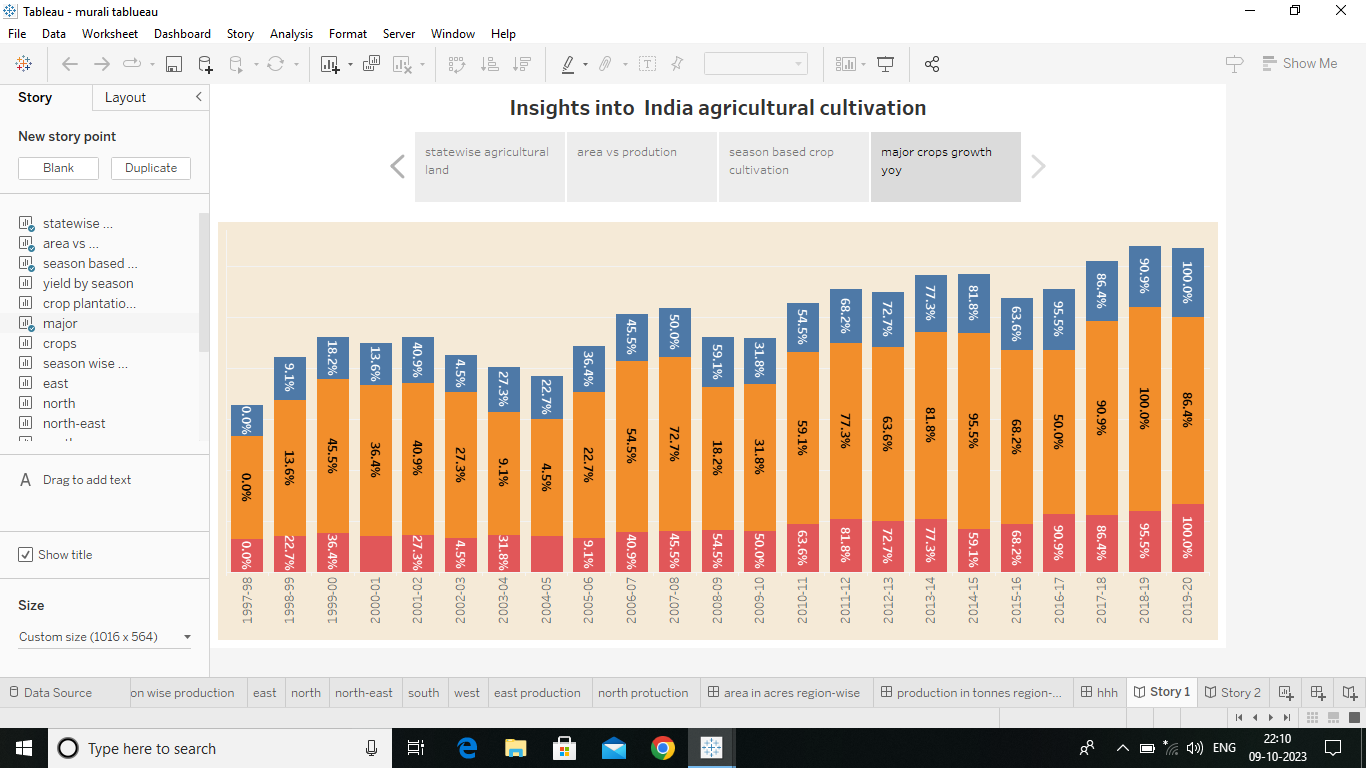 Tableau - murali tablueau
File Data Worksheet Dashboard Story Analysis Format Server Window Help
Show Me
Story Layout
New story point
Blank Duplicate
statewise ...
area vs ...
season based ...
yield by season
crop plantatio...
major
crops
season wise ...
east
north
north-east
A Drag to add text
Show title
Size
Custom size (1016 x 564)
Insights into India agricultural cultivation
statewise agricultural
land
area vs prodution
season based crop
cultivation
major crops growth
yoy
0.0% 9.1% 18.2% 13.6% 40.9% 4.5% 27.3% 22.7% 36.4% 45.5% 50.0% 59.1% 31.8% 54.5% 68.2% 72.7% 77.3% 81.8% 63.6% 95.5% 86.4% 90.9% 100.0%
0.0% 13.6% 45.5% 36.4% 40.9% 27.3% 9.1% 4.5% 22.7% 54.5% 72.7% 18.2% 31.8% 59.1% 77.3% 63.6% 81.8% 95.5% 68.2% 50.0% 90.9% 100.0% 86.4%
0.0% 22.7% 36.4% 27.3% 4.5% 31.8% 9.1% 40.9% 45.5% 54.5% 50.0% 63.6% 81.8% 72.7% 77.3% 59.1% 68.2% 90.9% 86.4% 95.5% 100.0%
1997-98 1998-99 1999-00 2000-01 2001-02 2002-03 2003-04 2004-05 2005-06 2006-07 2007-08 2008-09 2009-10 2010-11 2011-12 2012-13 2013-14 2014-15 2015-16 2016-17 2017-18 2018-19 2019-20
Data Source on wise production east north north-east south west east production north protuction area in acres region-wise production in tonnes region-... hhh Story 1 Story 2
Type here to search
ENG
22:10
09-10-2023